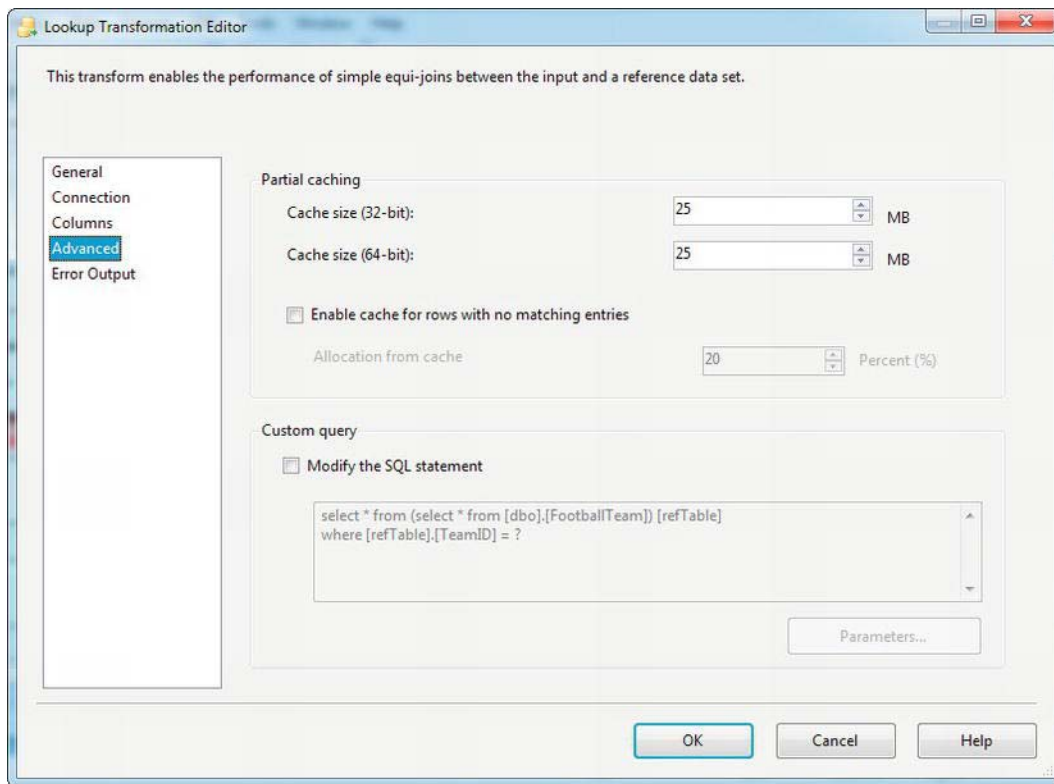 Lookup Transformation Editor
This transform enables the performance of simple equi-joins between the input and a reference data set.
General
Connection
Columns
Advanced
Error Output
Partial caching
Cache size (32-bit): 25 MB
Cache size (64-bit): 25 MB
Enable cache for rows with no matching entries
Allocation from cache 20 Percent (%)
Custom query
Modify the SQL statement
select * from (select * from [dbo].[FootballTeam]) [refTable]
where [refTable].[TeamID] = ?
Parameters...
OK Cancel Help